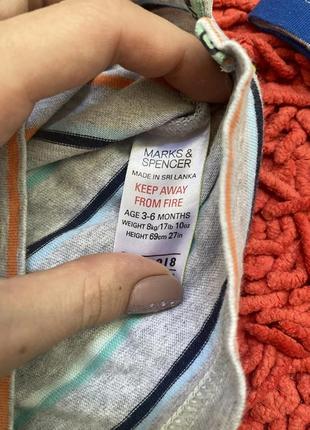 MARKS &
SPENCER
MADE IN SRI LANKA
KEEP AWAY
FROM FIRE
AGE 3-6 MONTHS
WEIGHT 8kg/17lb 10oz
HEIGHT 69cm 27in